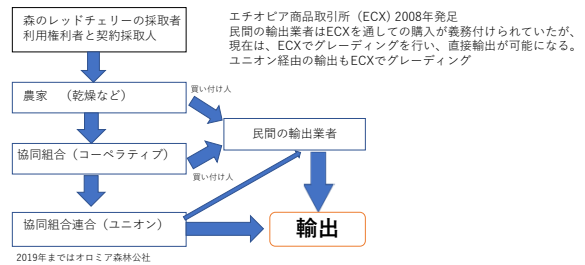 森のレッドチェリーの採取者
利用権利者と契約採取人
エチオピア商品取引所（ECX) 2008年発足
民間の輸出業者はECXを通しての購入が義務付けられていたが、
現在は、ECXでグレーディングを行い、直接輸出が可能になる。
ユニオン経由の輸出もECXでグレーディング
農家　（乾燥など）
買い付け人
民間の輸出業者
協同組合（コーペラティブ）
買い付け人
協同組合連合（ユニオン）
輸出
2019年まではオロミア森林公社